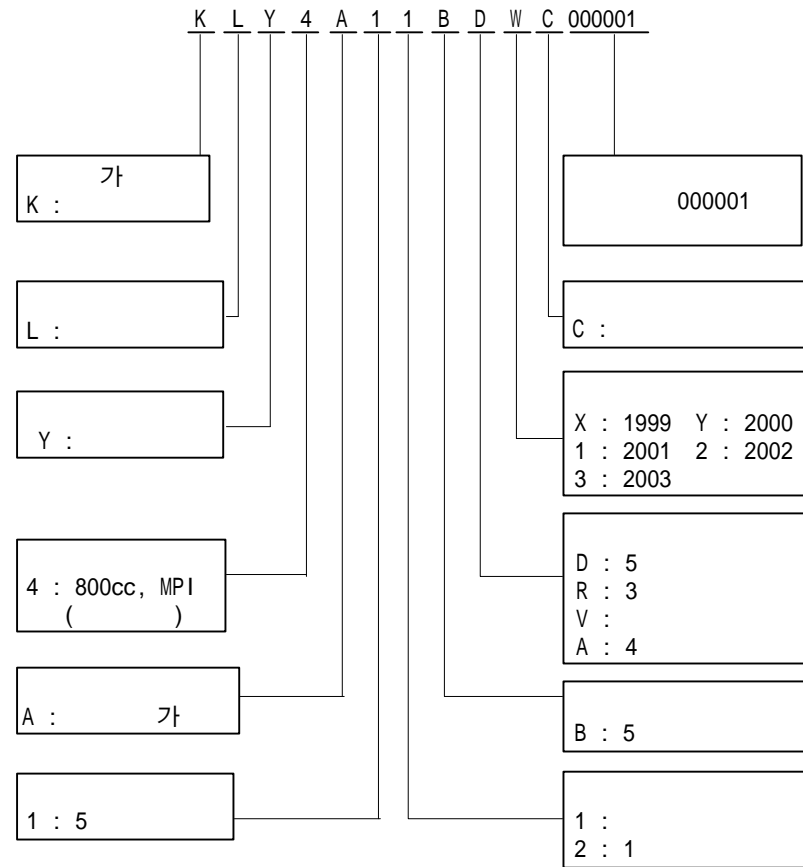 K L Y 4 A 1 1 B D W C 000001
가
K :
L :
Y :
4 : 800cc, MPI
( )
A : 가
1 : 5
000001
C :
X : 1999 Y : 2000
1 : 2001 2 : 2002
3 : 2003
D : 5
R : 3
V :
A : 4
B : 5
1 :
2 : 1